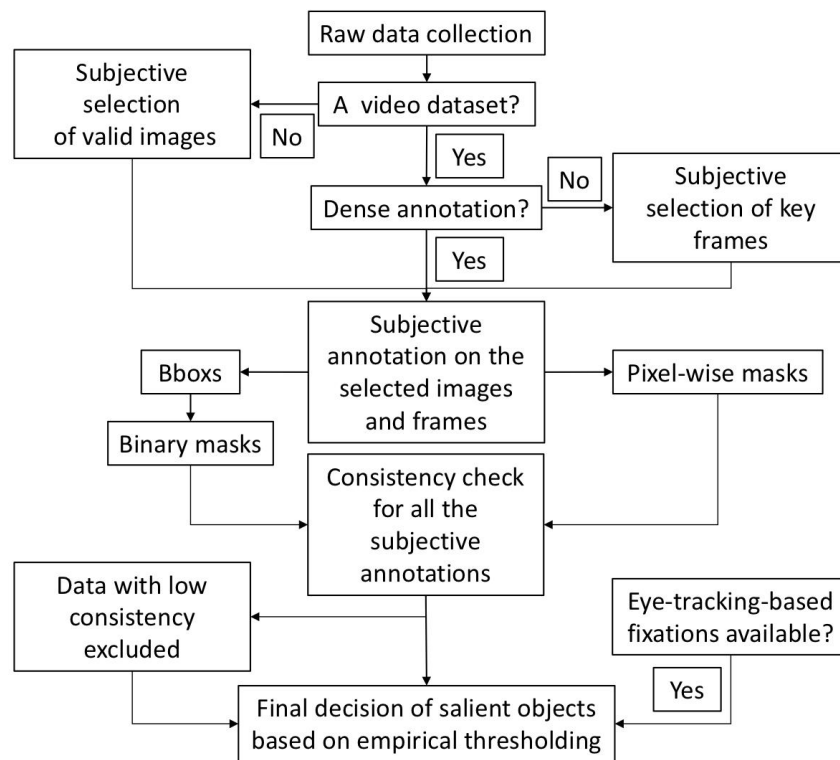 Raw data collection
Subjective
selection
of valid images
A video dataset?
No
Yes
No
Subjective
selection of key
frames
Dense annotation?
Yes
Subjective
annotation on the
selected images
and frames
Bboxs
Pixel-wise masks
Binary masks
Consistency check
for all the
subjective
annotations
Data with low
consistency
excluded
Eye-tracking-based
fixations available?
Yes
Final decision of salient objects
based on empirical thresholding